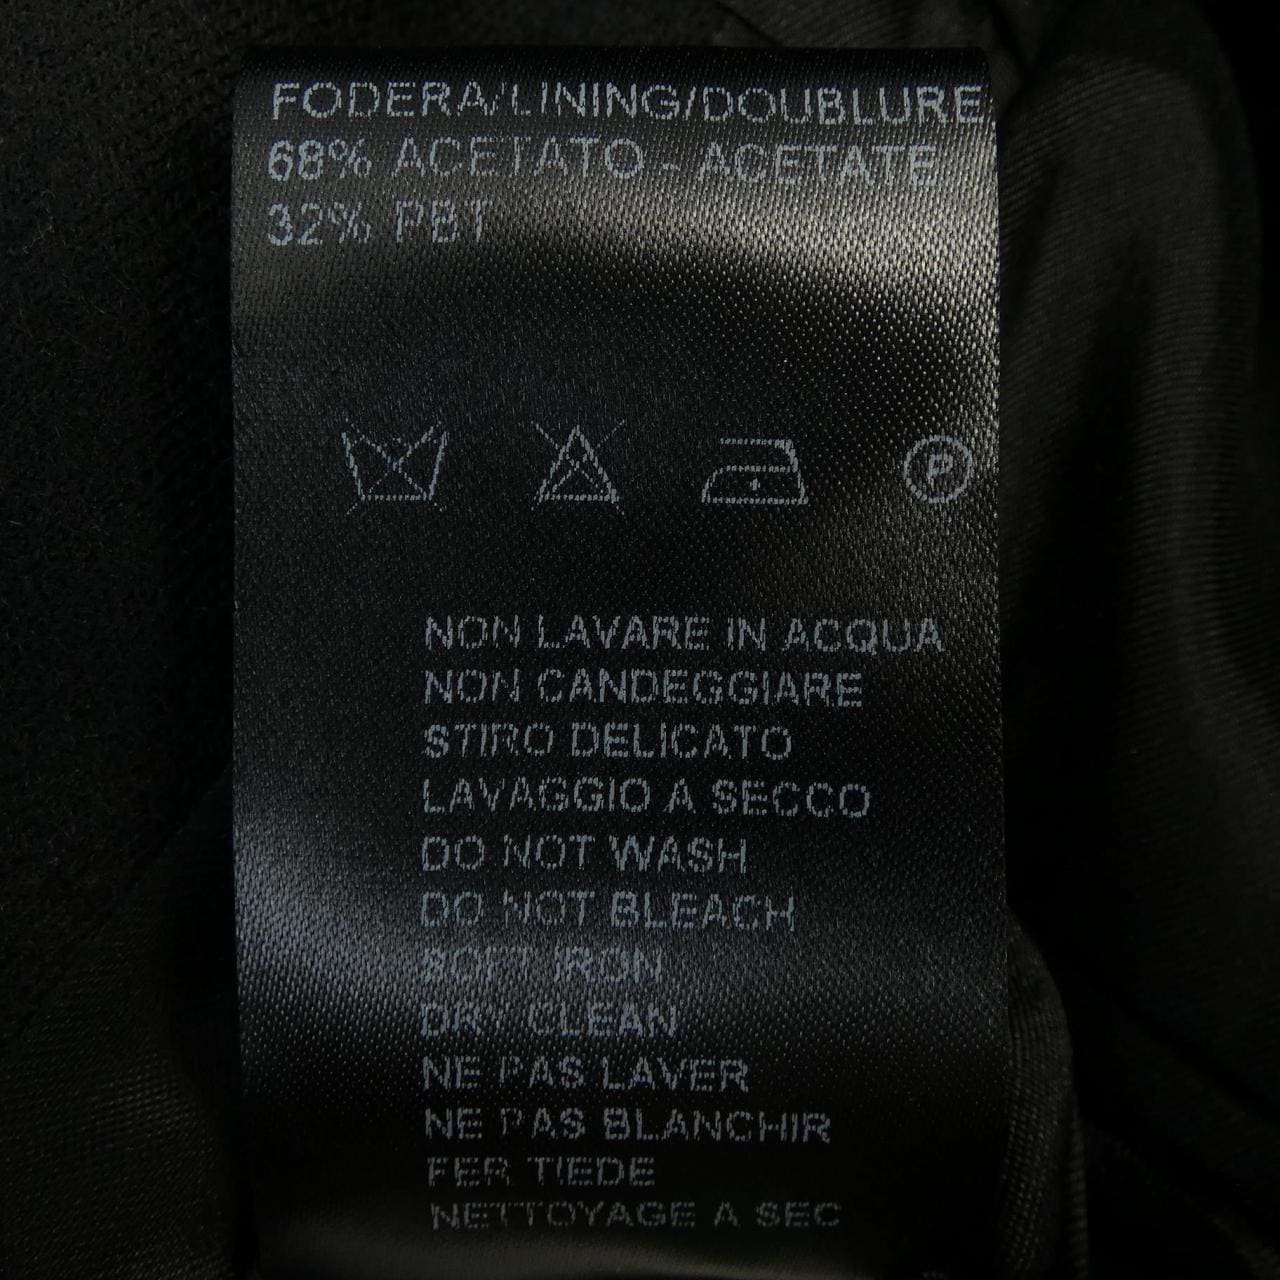 FODERA/LINING/DOUBLURE
68% ACETATO - ACETATE
32% PBT
P
NON LAVARE IN ACQUA
NON CANDEGGIARE
STIRO DELICATO
LAVAGGIO A SECCO
DO NOT WASH
DO NOT BLEACH
SOFT IRON
DRY CLEAN
NE PAS LAVER
NE PAS BLANCHIR
FER TIEDE
NETTOYAGE A SEC